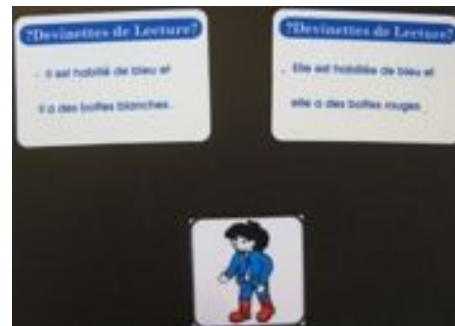 ?Devinettes de Lecture?
. Il est habillé de bleu et
il a des bottes blanches.
?Devinettes de Lecture?
. Elle est habillée de bleu et
elle a des bottes rouges.